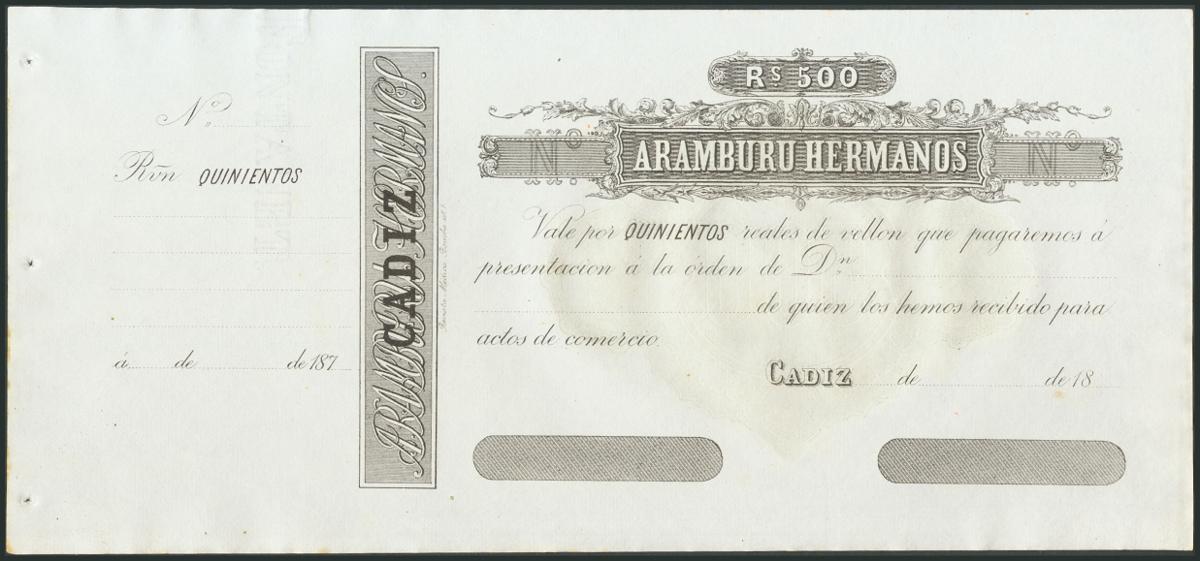 Nº
Rvn QUINIENTOS
á de de 187
ARAMBURU HERMANOS.
CADIZ
RS 500
Nº ARAMBURU HERMANOS Nº
Vale por QUINIENTOS reales de vellon que pagaremos á
presentacion á la órden de Dn
de quien los hemos recibido para
actos de comercio.
CADIZ de de 18